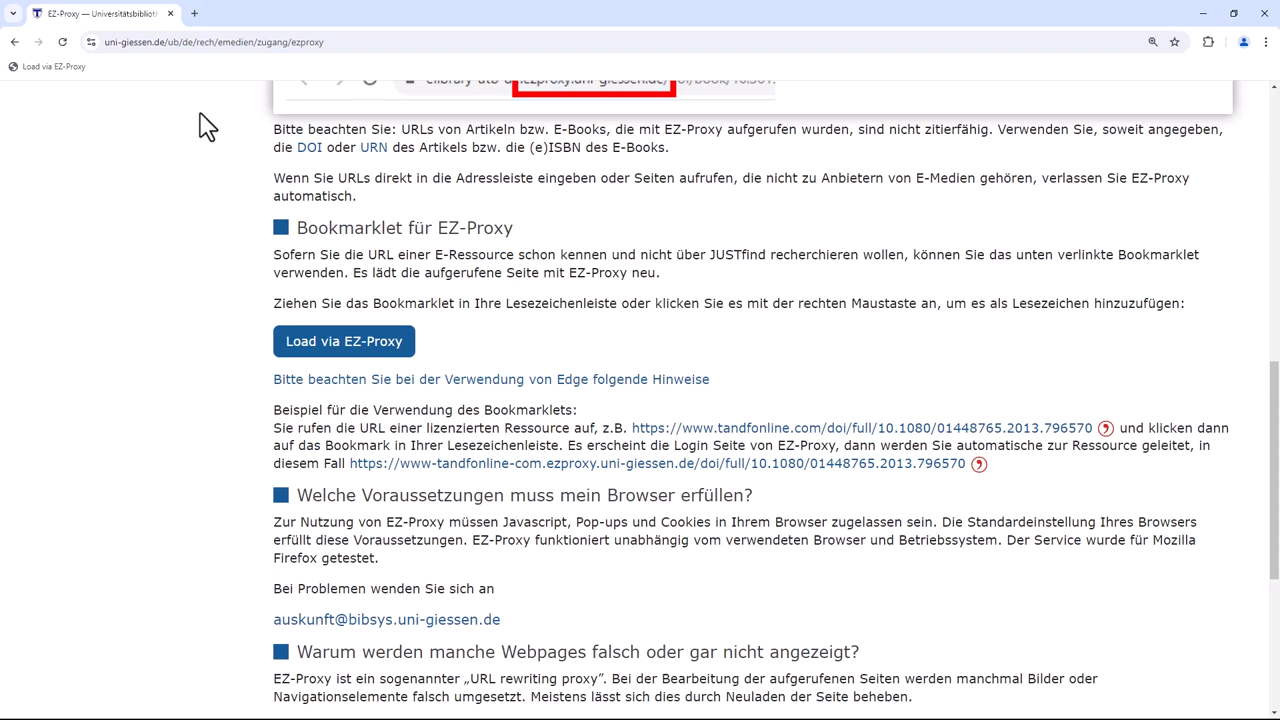 EZ-Proxy — Universitätsbibliot
uni-giessen.de/ub/de/rech/emedien/zugang/ezproxy
Load via EZ-Proxy
Bitte beachten Sie: URLs von Artikeln bzw. E-Books, die mit EZ-Proxy aufgerufen wurden, sind nicht zitierfähig. Verwenden Sie, soweit angegeben,
die DOI oder URN des Artikels bzw. die (e)ISBN des E-Books.
Wenn Sie URLs direkt in die Adressleiste eingeben oder Seiten aufrufen, die nicht zu Anbietern von E-Medien gehören, verlassen Sie EZ-Proxy
automatisch.
Bookmarklet für EZ-Proxy
Sofern Sie die URL einer E-Ressource schon kennen und nicht über JUSTfind recherchieren wollen, können Sie das unten verlinkte Bookmarklet
verwenden. Es lädt die aufgerufene Seite mit EZ-Proxy neu.
Ziehen Sie das Bookmarklet in Ihre Lesezeichenleiste oder klicken Sie es mit der rechten Maustaste an, um es als Lesezeichen hinzuzufügen:
Load via EZ-Proxy
Bitte beachten Sie bei der Verwendung von Edge folgende Hinweise
Beispiel für die Verwendung des Bookmarklets:
Sie rufen die URL einer lizenzierten Ressource auf, z.B. https://www.tandfonline.com/doi/full/10.1080/01448765.2013.796570 und klicken dann
auf das Bookmark in Ihrer Lesezeichenleiste. Es erscheint die Login Seite von EZ-Proxy, dann werden Sie automatische zur Ressource geleitet, in
diesem Fall https://www-tandfonline-com.ezproxy.uni-giessen.de/doi/full/10.1080/01448765.2013.796570
Welche Voraussetzungen muss mein Browser erfüllen?
Zur Nutzung von EZ-Proxy müssen Javascript, Pop-ups und Cookies in Ihrem Browser zugelassen sein. Die Standardeinstellung Ihres Browsers
erfüllt diese Voraussetzungen. EZ-Proxy funktioniert unabhängig vom verwendeten Browser und Betriebssystem. Der Service wurde für Mozilla
Firefox getestet.
Bei Problemen wenden Sie sich an
auskunft@bibsys.uni-giessen.de
Warum werden manche Webpages falsch oder gar nicht angezeigt?
EZ-Proxy ist ein sogenannter „URL rewriting proxy”. Bei der Bearbeitung der aufgerufenen Seiten werden manchmal Bilder oder
Navigationselemente falsch umgesetzt. Meistens lässt sich dies durch Neuladen der Seite beheben.